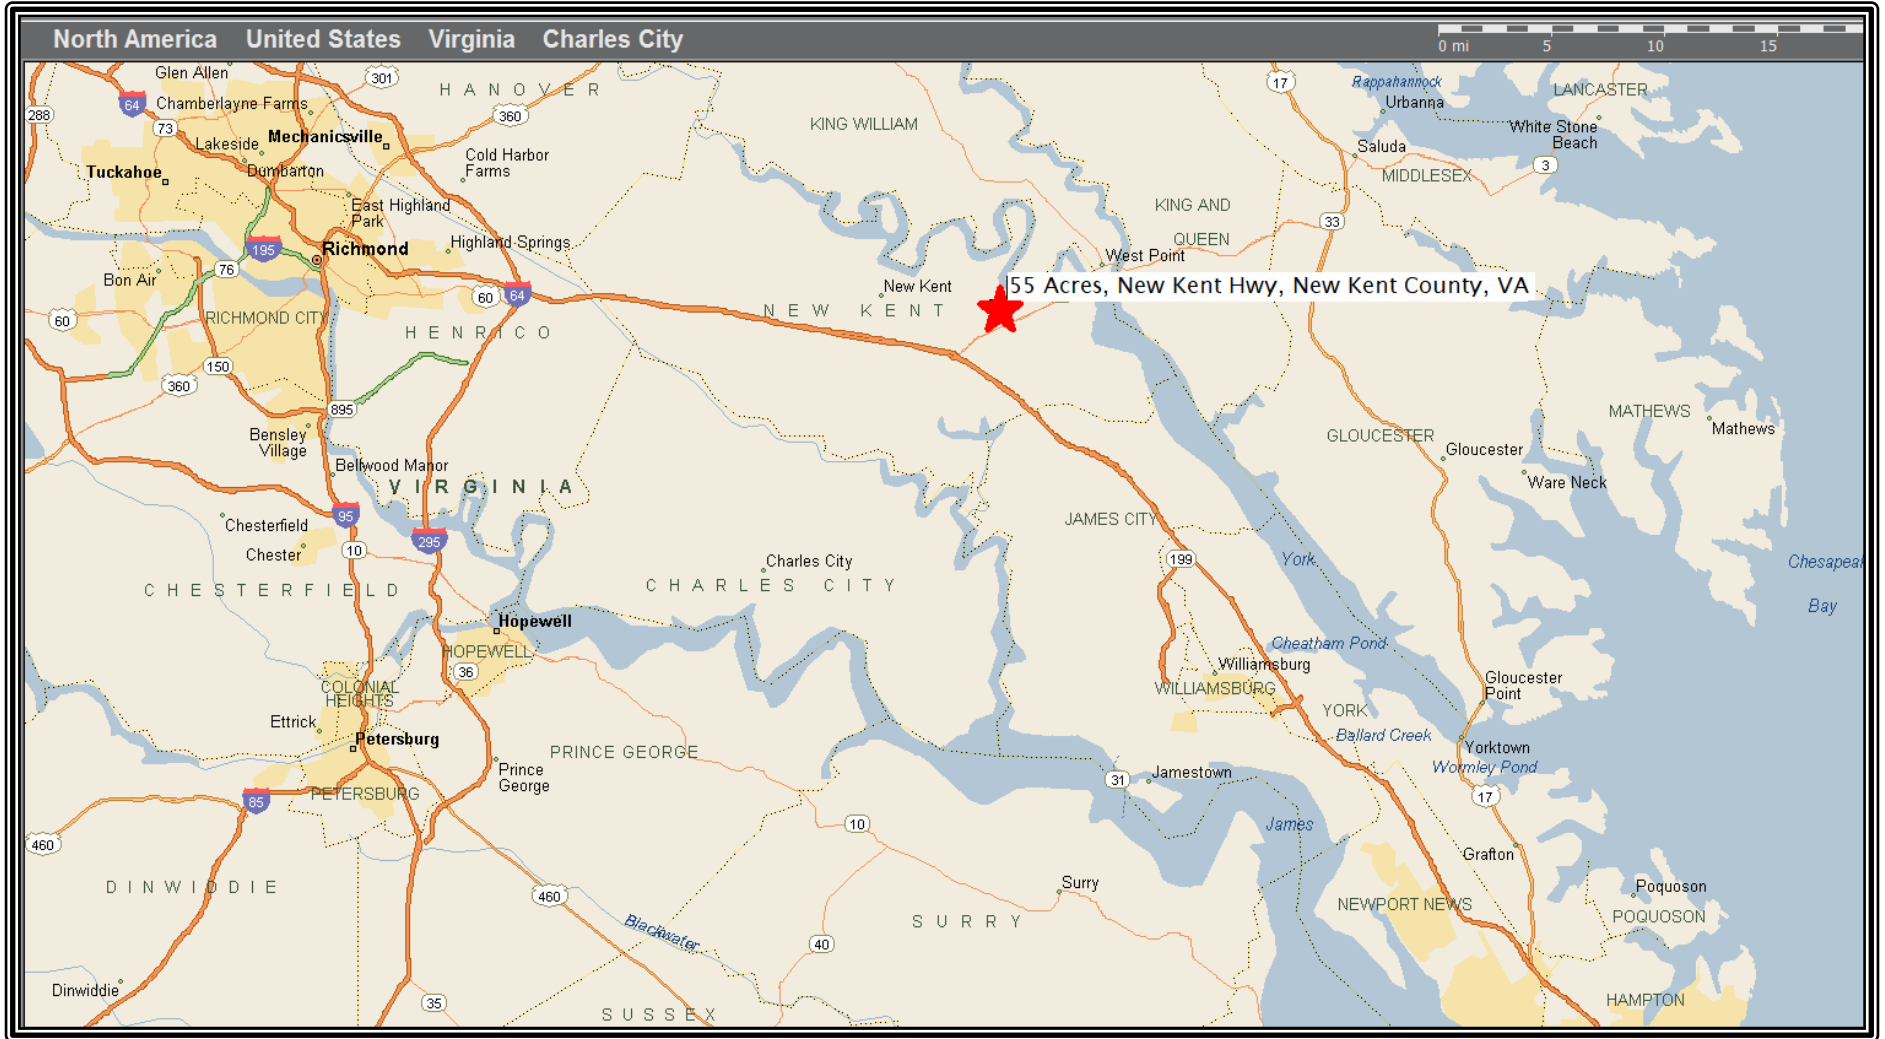 North America United States Virginia Charles City
0 mi 5 10 15
Glen Allen
301
HANOVER
17
Rappahannock
LANCASTER
64
Chamberlayne Farms
360
Urbanna
288
73
KING WILLIAM
White Stone
Beach
Lakeside
Mechanicsville
Saluda
Cold Harbor
Farms
3
Tuckahoe
Dumbarton
MIDDLESEX
East Highland
Park
KING AND
QUEEN
33
195
Richmond
Highland Springs
West Point
76
Bon Air
New Kent
55 Acres, New Kent Hwy, New Kent County, VA
60
64
NEW KENT
60
RICHMOND CITY
HENRICO
150
360
895
MATHEWS
Mathews
Bensley
Village
GLOUCESTER
Gloucester
Bellwood Manor
VIRGINIA
Ware Neck
95
Chesterfield
JAMES CITY
295
Chester
10
199
York
Charles City
Chesapeak
Bay
CHESTERFIELD
CHARLES CITY
Hopewell
Cheatham Pond
HOPEWELL
36
Williamsburg
WILLIAMSBURG
Gloucester
Point
COLONIAL
HEIGHTS
YORK
Ettrick
Petersburg
Ballard Creek
PRINCE GEORGE
Yorktown
Wormley Pond
Prince
George
31
Jamestown
85
PETERSBURG
17
10
James
460
Grafton
DINWIDDIE
Surry
Poquoson
460
NEWPORT NEWS
POQUOSON
Blackwater
SURRY
40
Dinwiddie
35
HAMPTON
SUSSEX